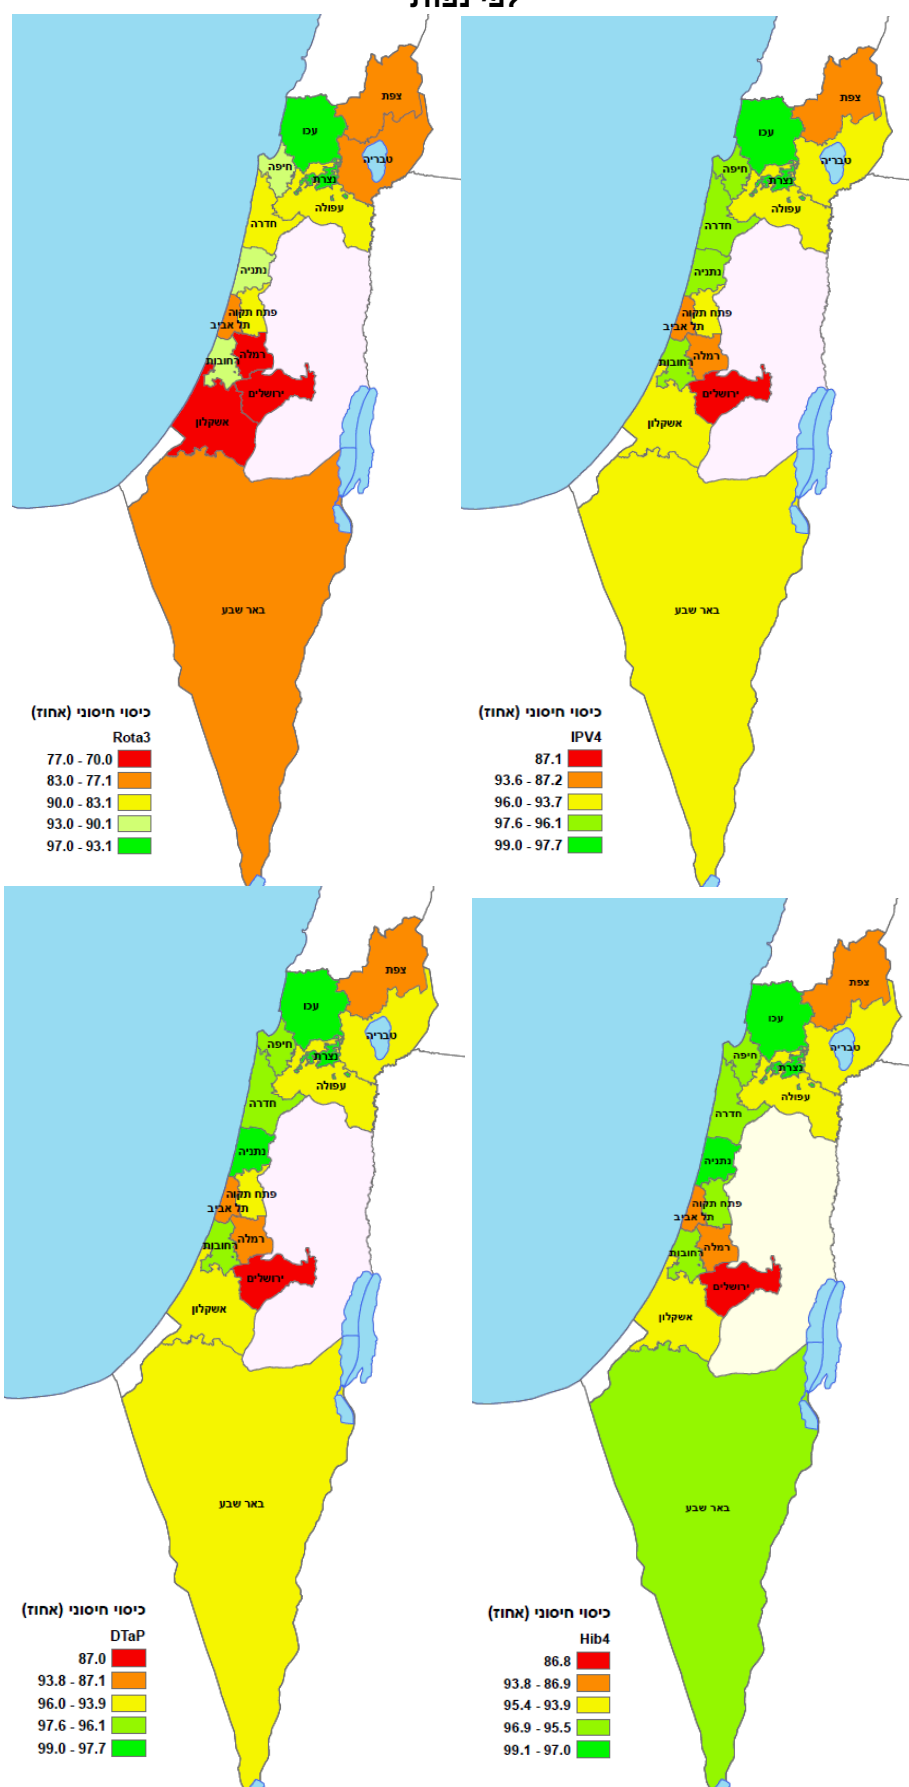 לפי נפות
צפת
עכו
טבריה
חיפה
נצרת
עפולה
חדרה
נתניה
פתח תקוה
תל אביב
רמלה
רחובות
ירושלים
אשקלון
באר שבע
כיסוי חיסוני (אחוז)
Rota3
77.0 - 70.0
83.0 - 77.1
90.0 - 83.1
93.0 - 90.1
97.0 - 93.1
צפת
עכו
טבריה
חיפה
נצרת
עפולה
חדרה
נתניה
פתח תקוה
תל אביב
רמלה
רחובות
ירושלים
אשקלון
באר שבע
כיסוי חיסוני (אחוז)
IPV4
87.1
93.6 - 87.2
96.0 - 93.7
97.6 - 96.1
99.0 - 97.7
צפת
עכו
טבריה
חיפה
נצרת
עפולה
חדרה
נתניה
פתח תקוה
תל אביב
רמלה
רחובות
ירושלים
אשקלון
באר שבע
כיסוי חיסוני (אחוז)
DTaP
87.0
93.8 - 87.1
96.0 - 93.9
97.6 - 96.1
99.0 - 97.7
צפת
עכו
טבריה
חיפה
נצרת
עפולה
חדרה
נתניה
פתח תקוה
תל אביב
רמלה
רחובות
ירושלים
אשקלון
באר שבע
כיסוי חיסוני (אחוז)
Hib4
86.8
93.8 - 86.9
95.4 - 93.9
96.9 - 95.5
99.1 - 97.0